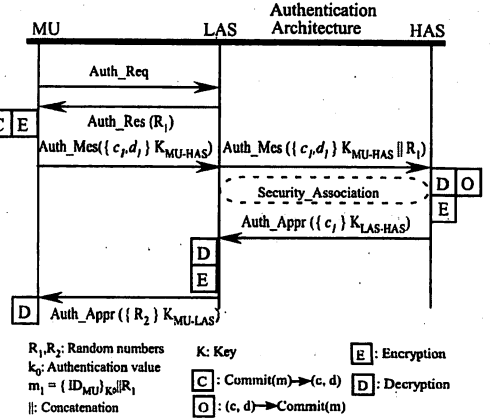 Authentication
Architecture
MU LAS HAS
Auth_Req
Auth_Res (R1)
C E
Auth_Mes({ c1,d1 } KMU-HAS) Auth_Mes({ c1,d1 } KMU-HAS || R1)
D O
Security_Association
E
Auth_Appr ({ c1 } KLAS-HAS)
D
E
D
Auth_Appr ({ R2 } KMU-LAS)
R1,R2: Random numbers
k0: Authentication value
m1 = { IDMU}K0||R1
||: Concatenation
K: Key
C : Commit(m)→(c, d)
O : (c, d)→Commit(m)
E : Encryption
D : Decryption